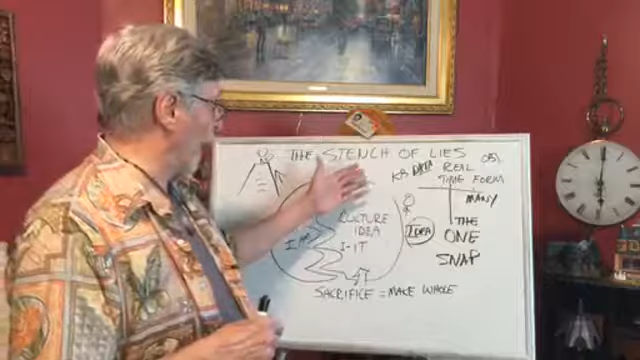 THE STENCH OF LIES
KB DATA
REAL
TIME FORM
MANY
CULTURE
IDEA
I-IT
IDEA
THE
ONE
SNAP
SACRIFICE = MAKE WHOLE